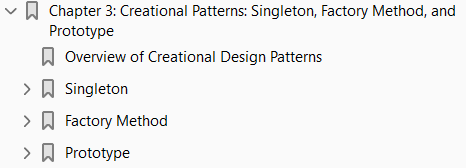 Chapter 3: Creational Patterns: Singleton, Factory Method, and
Prototype
Overview of Creational Design Patterns
Singleton
Factory Method
Prototype